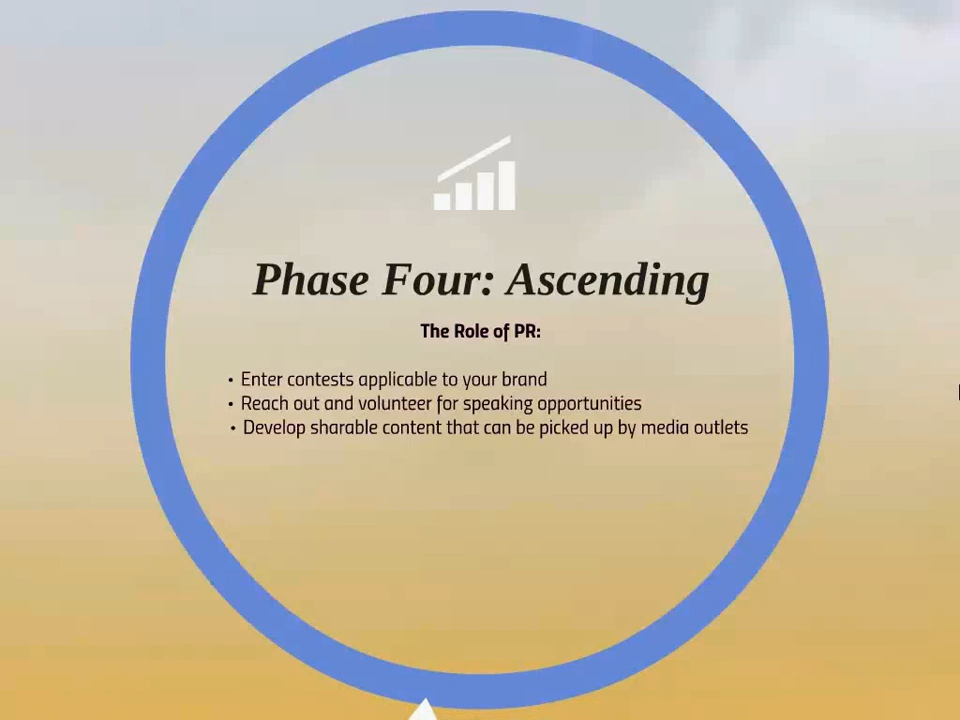 Phase Four: Ascending
The Role of PR:
• Enter contests applicable to your brand
• Reach out and volunteer for speaking opportunities
• Develop sharable content that can be picked up by media outlets